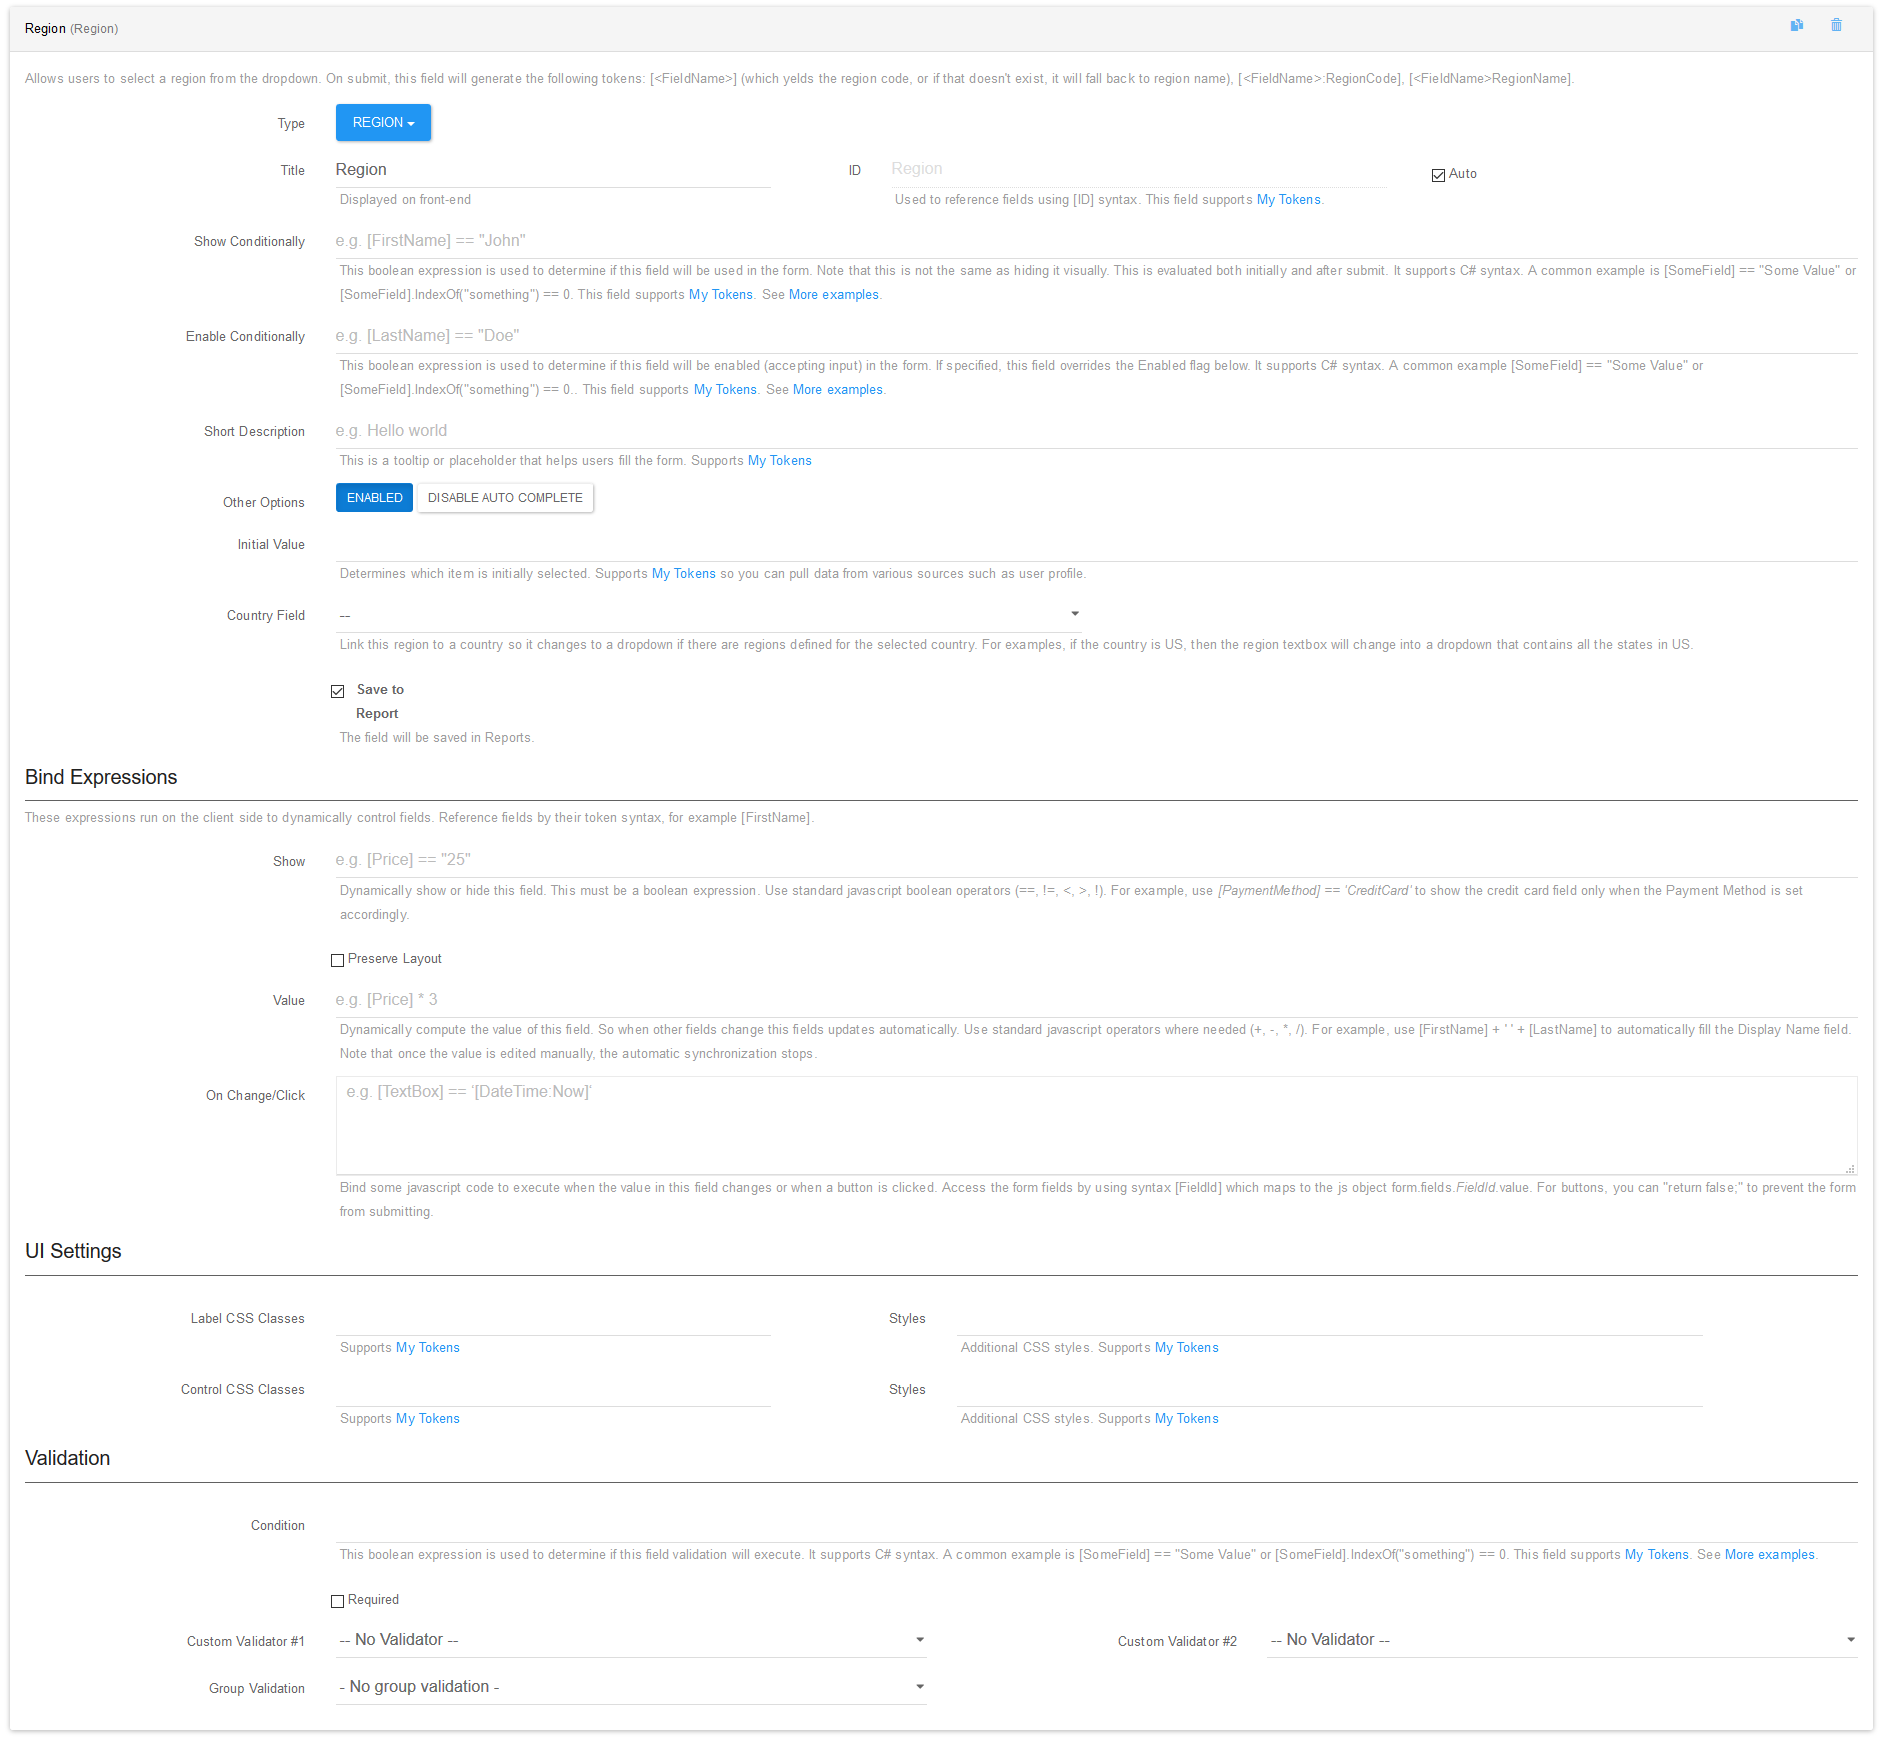 Region (Region)
Allows users to select a region from the dropdown. On submit, this field will generate the following tokens: [<FieldName>] (which yelds the region code, or if that doesn't exist, it will fall back to region name), [<FieldName>:RegionCode], [<FieldName>RegionName].
Type REGION
Title Region ID Region Auto
Displayed on front-end Used to reference fields using [ID] syntax. This field supports My Tokens.
Show Conditionally e.g. [FirstName] == "John"
This boolean expression is used to determine if this field will be used in the form. Note that this is not the same as hiding it visually. This is evaluated both initially and after submit. It supports C# syntax. A common example is [SomeField] == "Some Value" or
[SomeField].IndexOf("something") == 0. This field supports My Tokens. See More examples.
Enable Conditionally e.g. [LastName] == "Doe"
This boolean expression is used to determine if this field will be enabled (accepting input) in the form. If specified, this field overrides the Enabled flag below. It supports C# syntax. A common example [SomeField] == "Some Value" or
[SomeField].IndexOf("something") == 0.. This field supports My Tokens. See More examples.
Short Description e.g. Hello world
This is a tooltip or placeholder that helps users fill the form. Supports My Tokens
Other Options ENABLED DISABLE AUTO COMPLETE
Initial Value
Determines which item is initially selected. Supports My Tokens so you can pull data from various sources such as user profile.
Country Field --
Link this region to a country so it changes to a dropdown if there are regions defined for the selected country. For examples, if the country is US, then the region textbox will change into a dropdown that contains all the states in US.
Save to
Report
The field will be saved in Reports.
Bind Expressions
These expressions run on the client side to dynamically control fields. Reference fields by their token syntax, for example [FirstName].
Show e.g. [Price] == "25"
Dynamically show or hide this field. This must be a boolean expression. Use standard javascript boolean operators (==, !=, <, >, !). For example, use [PaymentMethod] == 'CreditCard' to show the credit card field only when the Payment Method is set
accordingly.
Preserve Layout
Value e.g. [Price] * 3
Dynamically compute the value of this field. So when other fields change this fields updates automatically. Use standard javascript operators where needed (+, -, *, /). For example, use [FirstName] + ' ' + [LastName] to automatically fill the Display Name field.
Note that once the value is edited manually, the automatic synchronization stops.
On Change/Click e.g. [TextBox] == '[DateTime:Now]'
Bind some javascript code to execute when the value in this field changes or when a button is clicked. Access the form fields by using syntax [FieldId] which maps to the js object form.fields.FieldId.value. For buttons, you can "return false;" to prevent the form
from submitting.
UI Settings
Label CSS Classes Styles
Supports My Tokens Additional CSS styles. Supports My Tokens
Control CSS Classes Styles
Supports My Tokens Additional CSS styles. Supports My Tokens
Validation
Condition
This boolean expression is used to determine if this field validation will execute. It supports C# syntax. A common example is [SomeField] == "Some Value" or [SomeField].IndexOf("something") == 0. This field supports My Tokens. See More examples.
Required
Custom Validator #1 -- No Validator -- Custom Validator #2 -- No Validator --
Group Validation - No group validation -